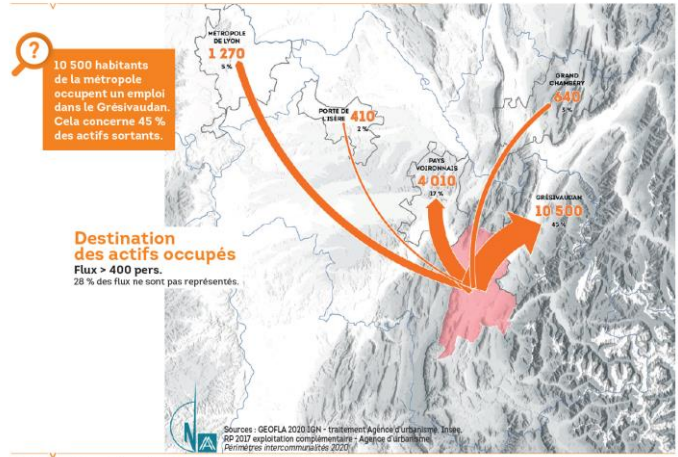 ?
10 500 habitants
de la métropole
occupent un emploi
dans le Grésivaudan.
Cela concerne 45 %
des actifs sortants.
MÉTROPOLE
DE LYON
1 270
5 %
PORTE DE
L'ISÈRE 410
2 %
PAYS
VOIRONNAIS
4 010
17 %
GRAND
CHAMBÉRY
640
3 %
GRÉSIVAUDAN
10 500
45 %
Destination
des actifs occupés
Flux > 400 pers.
28 % des flux ne sont pas représentés.
N
Sources : GEOFLA 2020 IGN - traitement Agence d'urbanisme, Insee,
RP 2017 exploitation complémentaire - Agence d'urbanisme,
Périmètres intercommunalités 2020